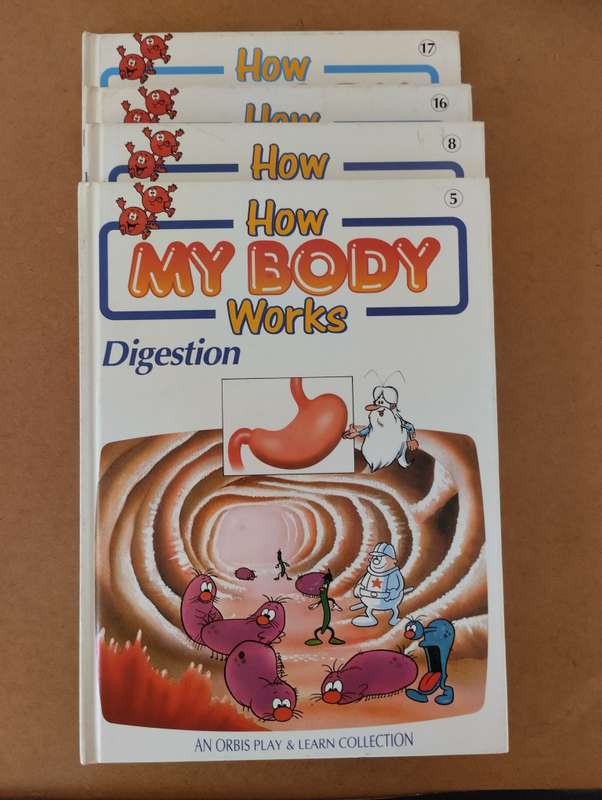 17
How
16
How
8
How
5
How
MY BODY
Works
Digestion
AN ORBIS PLAY & LEARN COLLECTION